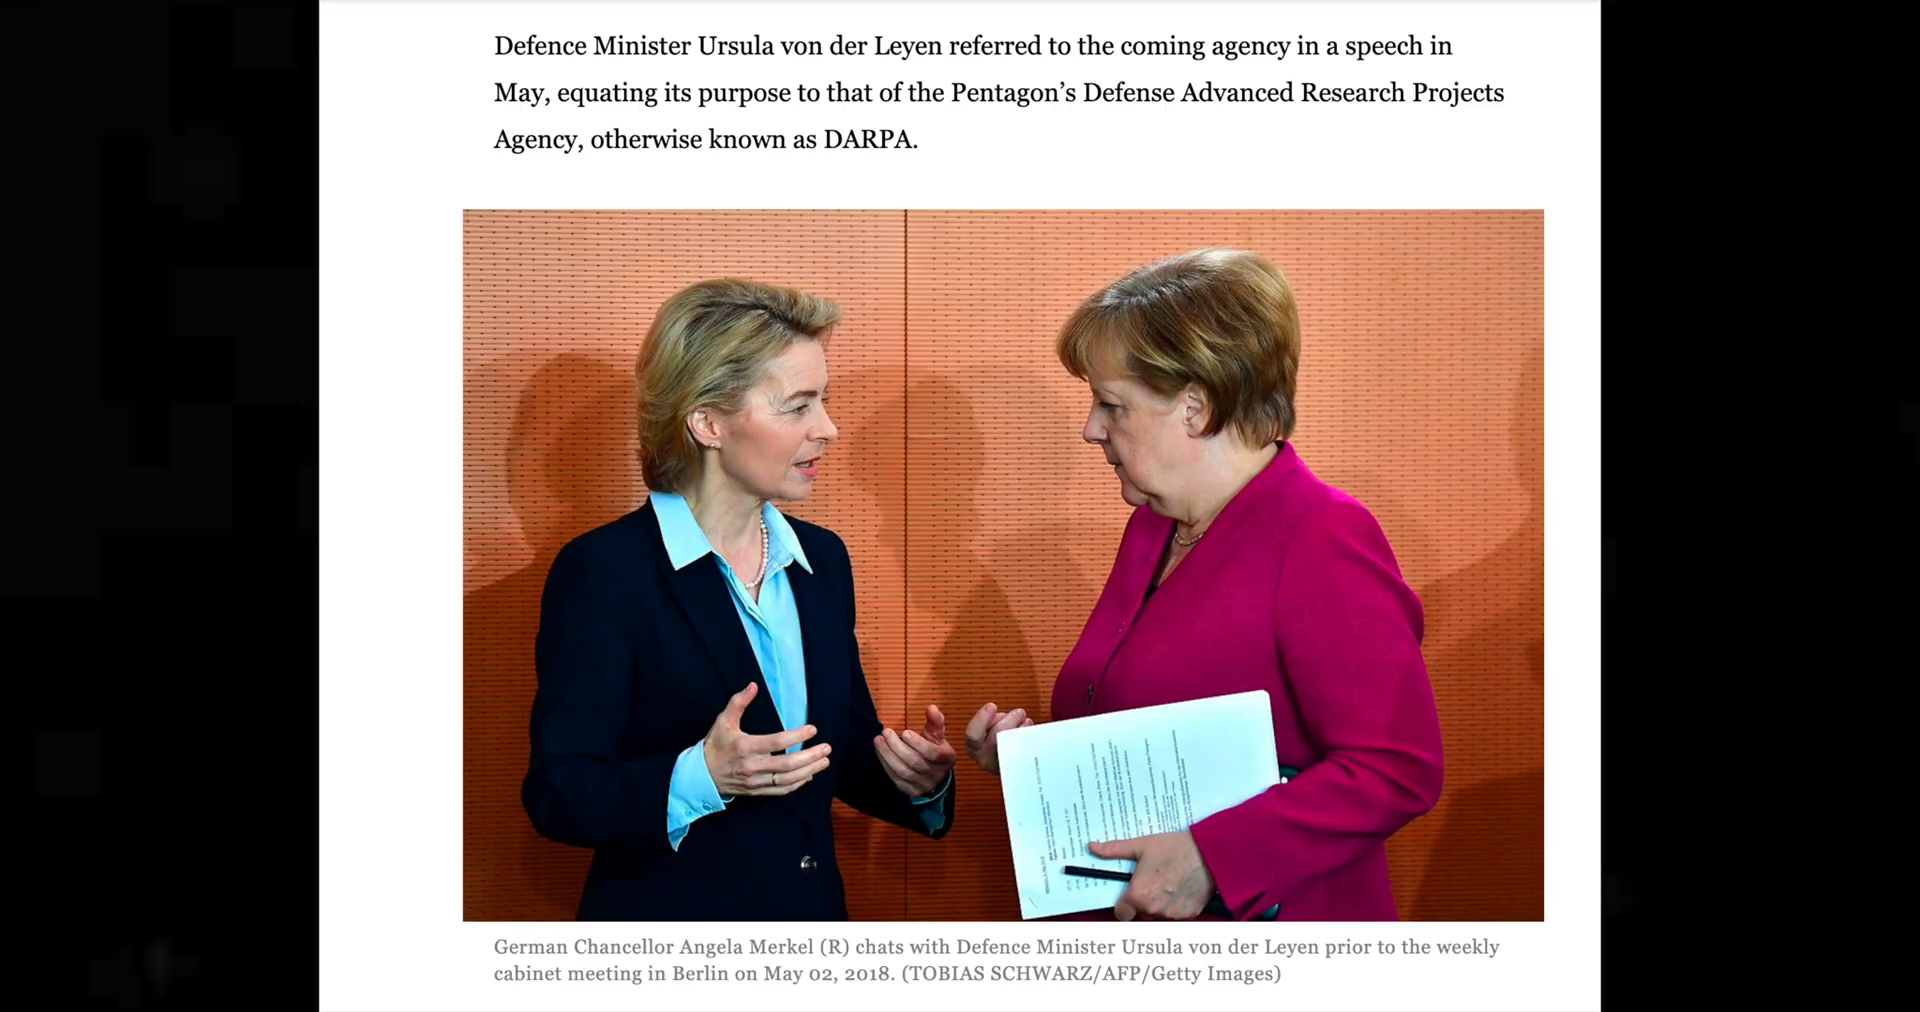 Defence Minister Ursula von der Leyen referred to the coming agency in a speech in
May, equating its purpose to that of the Pentagon’s Defense Advanced Research Projects
Agency, otherwise known as DARPA.
German Chancellor Angela Merkel (R) chats with Defence Minister Ursula von der Leyen prior to the weekly
cabinet meeting in Berlin on May 02, 2018. (TOBIAS SCHWARZ/AFP/Getty Images)